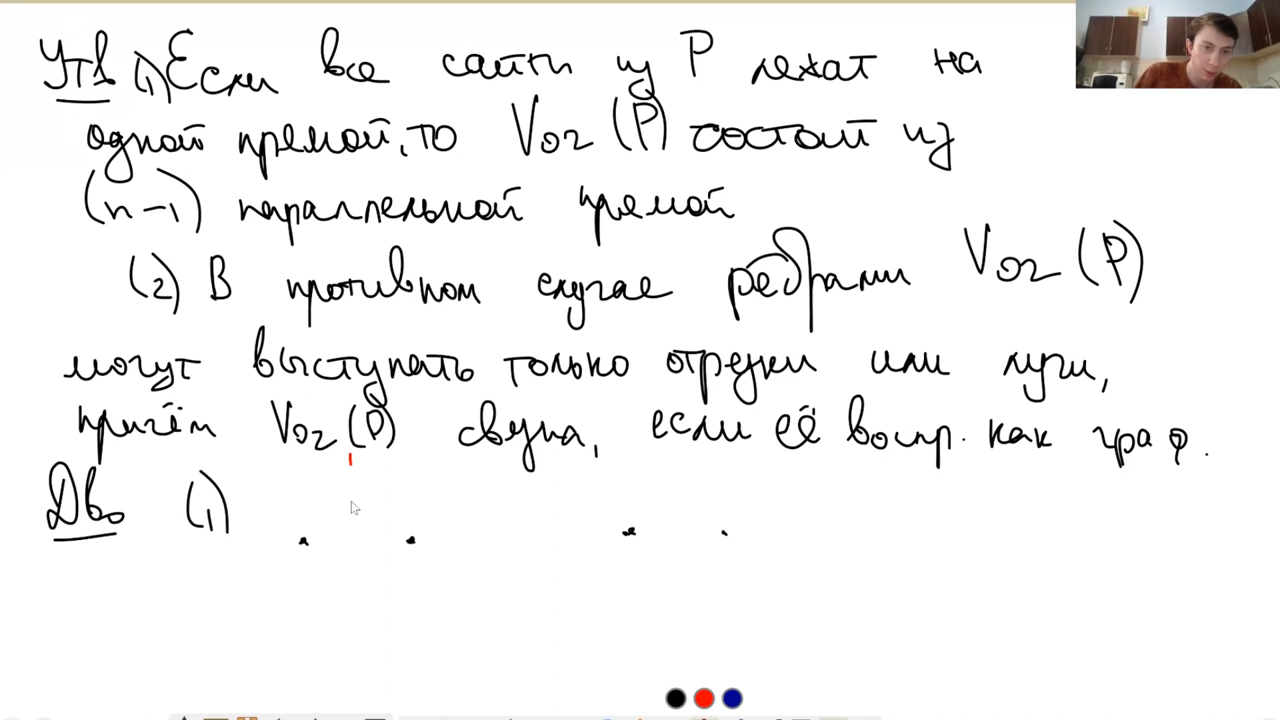 Утв (1) Если все сайты из P лежат на
одной прямой, то Vor (P) состоит из
(n-1) параллельной прямой
(2) В противном случае ребрами Vor (P)
могут выступать только отрезки или лучи,
причём Vor (P) связна, если её воспр. как граф.
Дво (1)